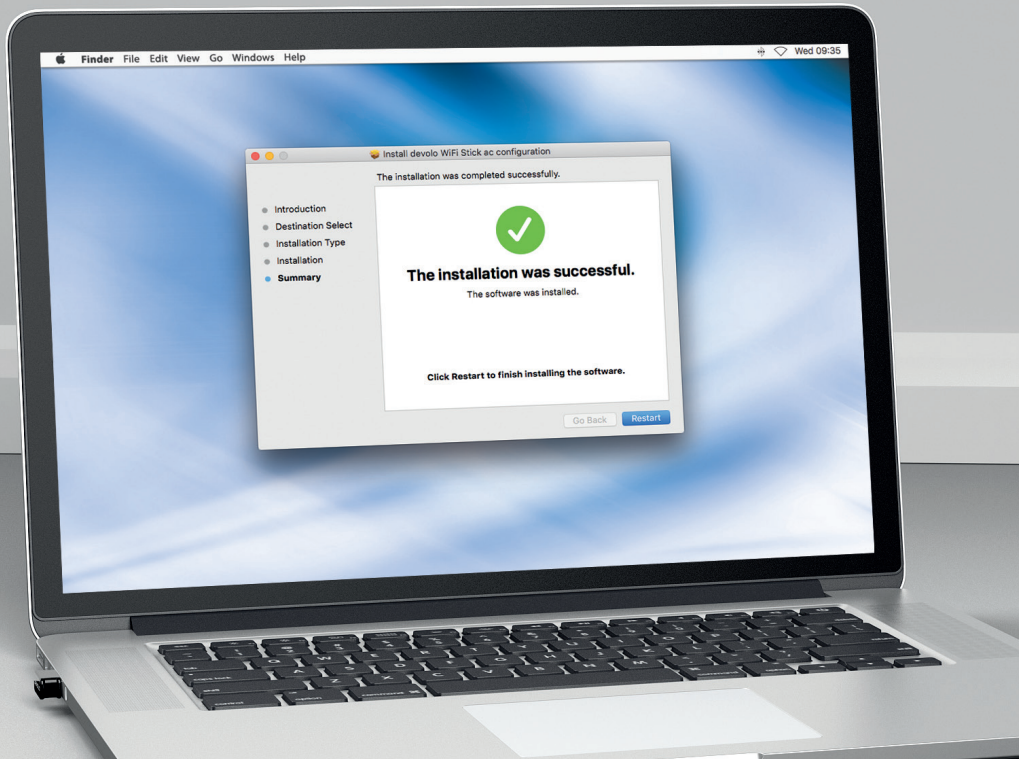 Finder File Edit View Go Windows Help
Wed 09:35
Install devolo WiFi Stick ac configuration
The installation was completed successfully.
Introduction
Destination Select
Installation Type
Installation
Summary
The installation was successful.
The software was installed.
Click Restart to finish installing the software.
Go Back Restart